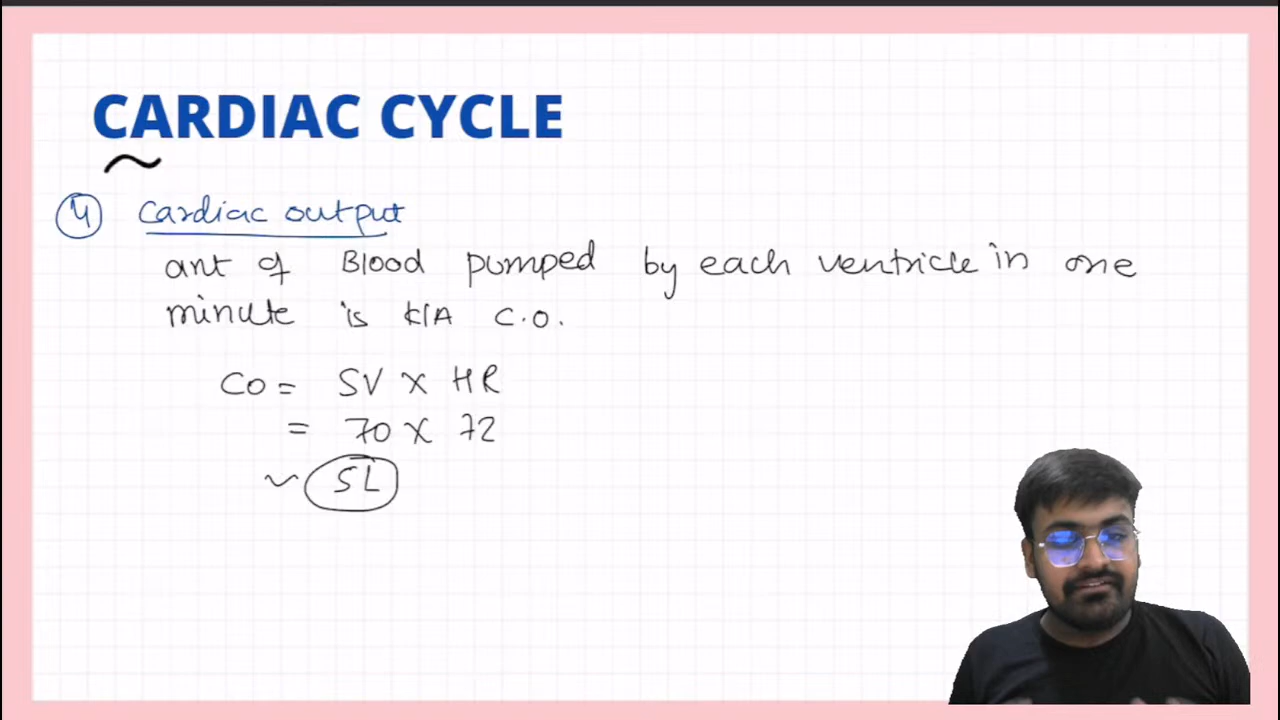 CARDIAC CYCLE
4 Cardiac output
amt of Blood pumped by each ventricle in one
minute is k/A C.O.
CO = SV X HR
= 70 X 72
~ 5L